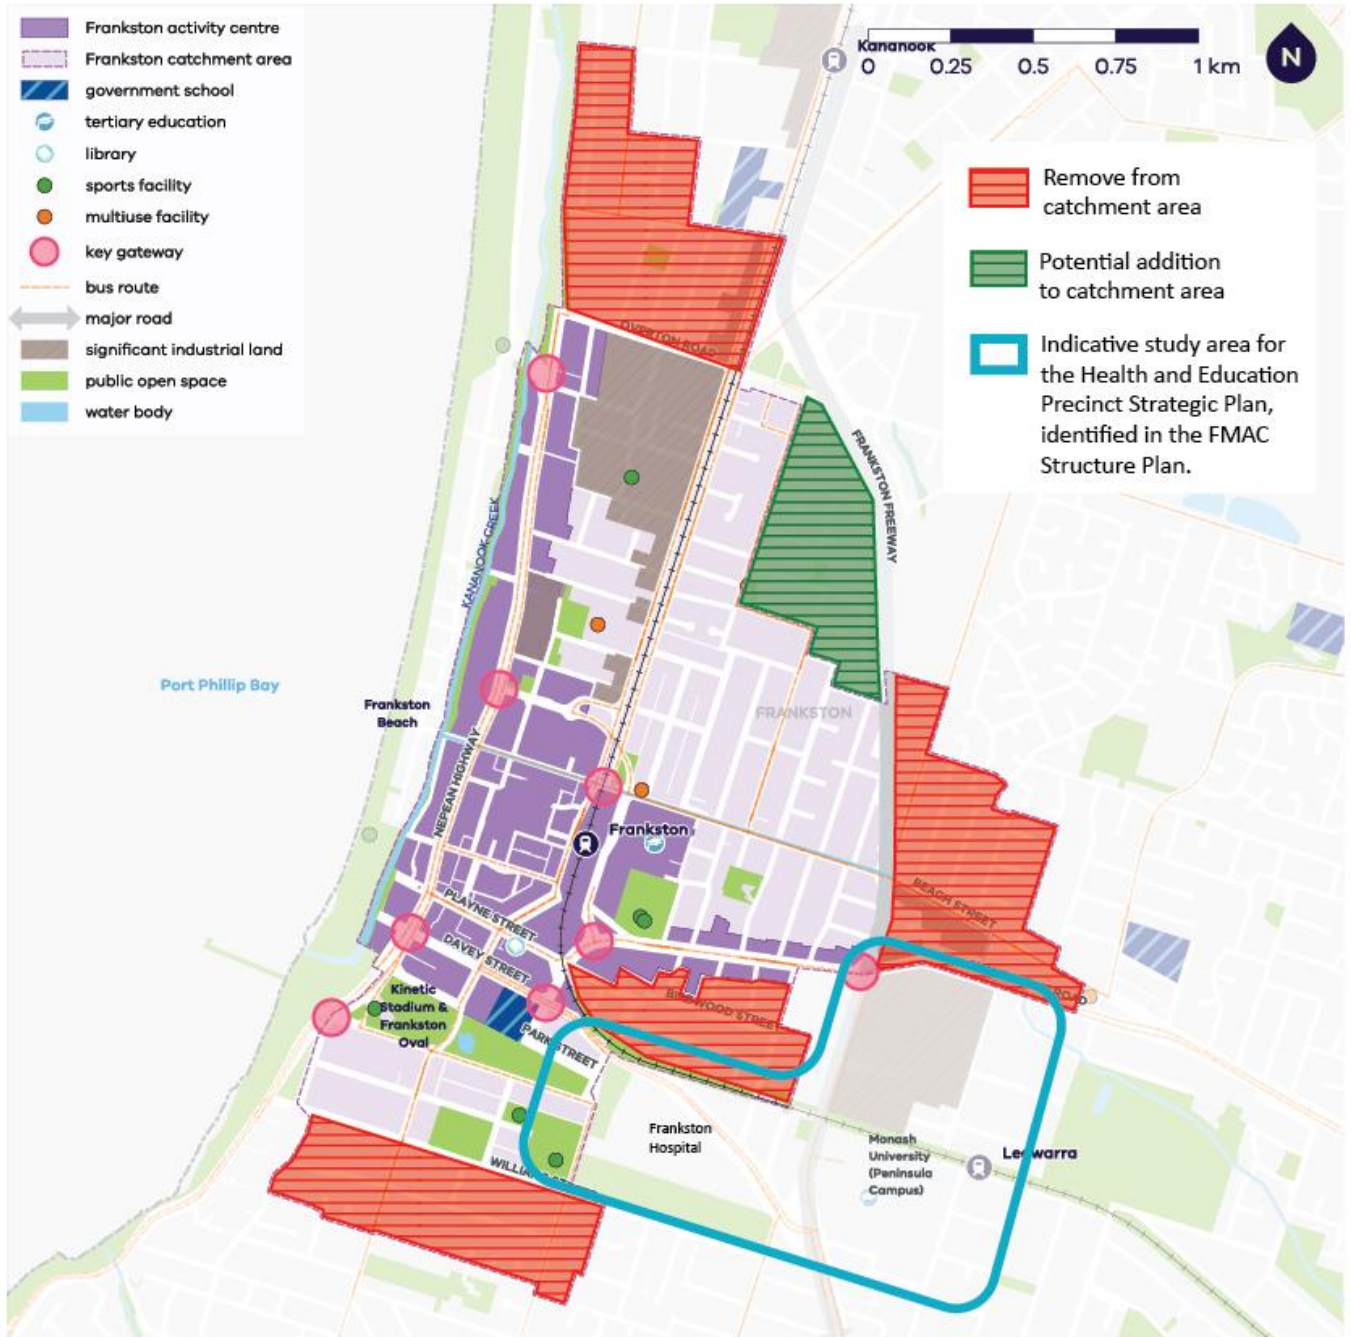 Frankston activity centre
Frankston catchment area
government school
tertiary education
library
sports facility
multiuse facility
key gateway
bus route
major road
significant industrial land
public open space
water body
Kananook
0 0.25 0.5 0.75 1 km
N
Remove from
catchment area
Potential addition
to catchment area
Indicative study area for
the Health and Education
Precinct Strategic Plan,
identified in the FMAC
Structure Plan.
OVERTON ROAD
FRANKSTON FREEWAY
KANANOOK CREEK
Port Phillip Bay
Frankston
Beach
FRANKSTON
NEPEAN HIGHWAY
Frankston
BEACH STREET
PLAYNE STREET
DAVEY STREET
Kinetic
Stadium &
Frankston
Oval
PARK STREET
ROAD
Frankston
Hospital
Monash
University
(Peninsula
Campus)
Leawarra